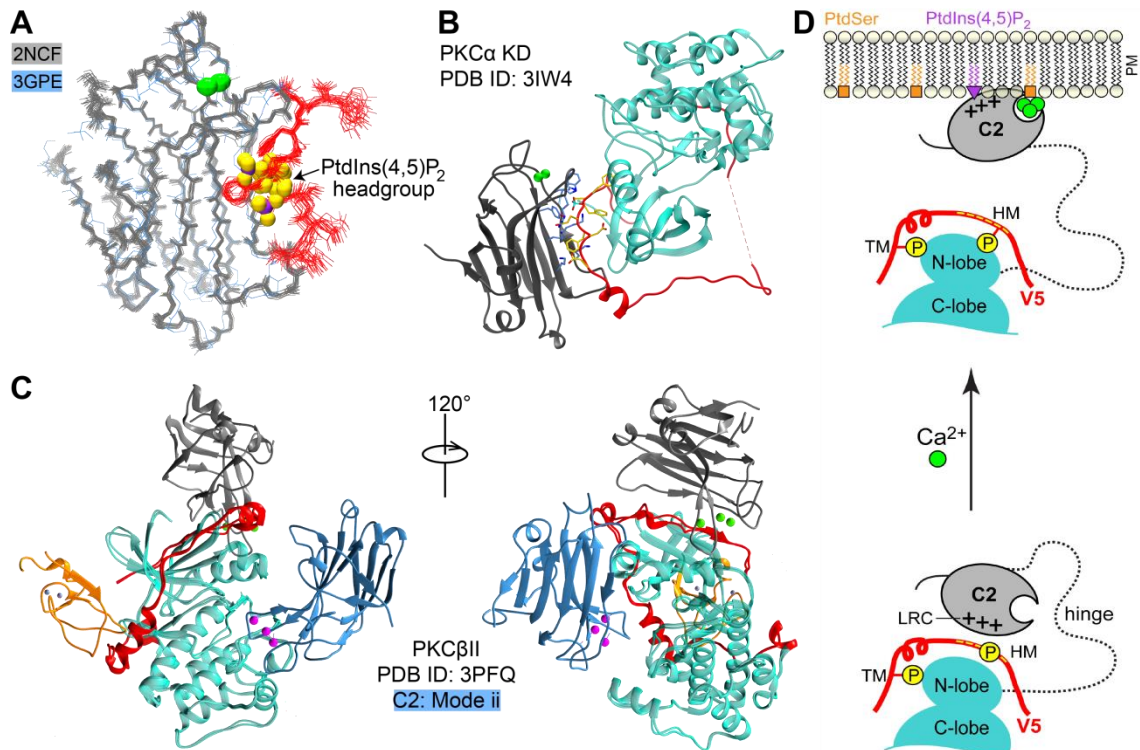 A
2NCF
3GPE
PtdIns(4,5)P2
headgroup
B
PKCα KD
PDB ID: 3IW4
C
120°
PKCβII
PDB ID: 3PFQ
C2: Mode ii
D
PtdSer
PtdIns(4,5)P2
PM
+++
C2
TM
P
P
HM
N-lobe
C-lobe
V5
Ca2+
C2
LRC
+++
hinge
TM
P
P
HM
N-lobe
C-lobe
V5